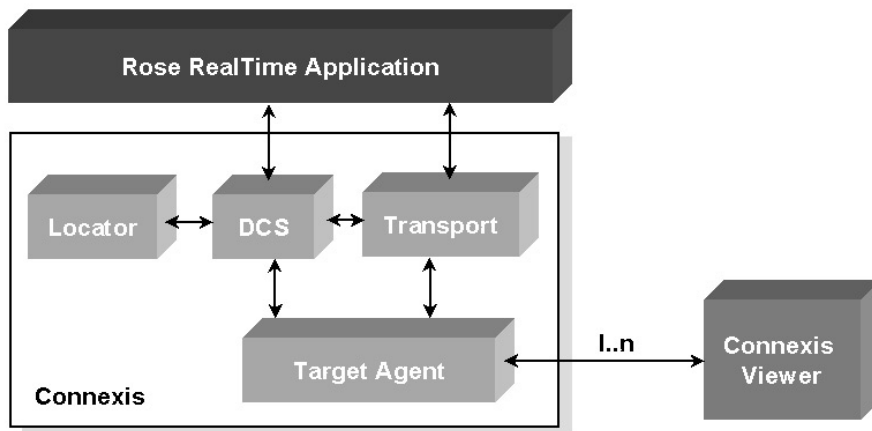 Rose RealTime Application
Locator
DCS
Transport
Target Agent
l..n
Connexis
Viewer
Connexis